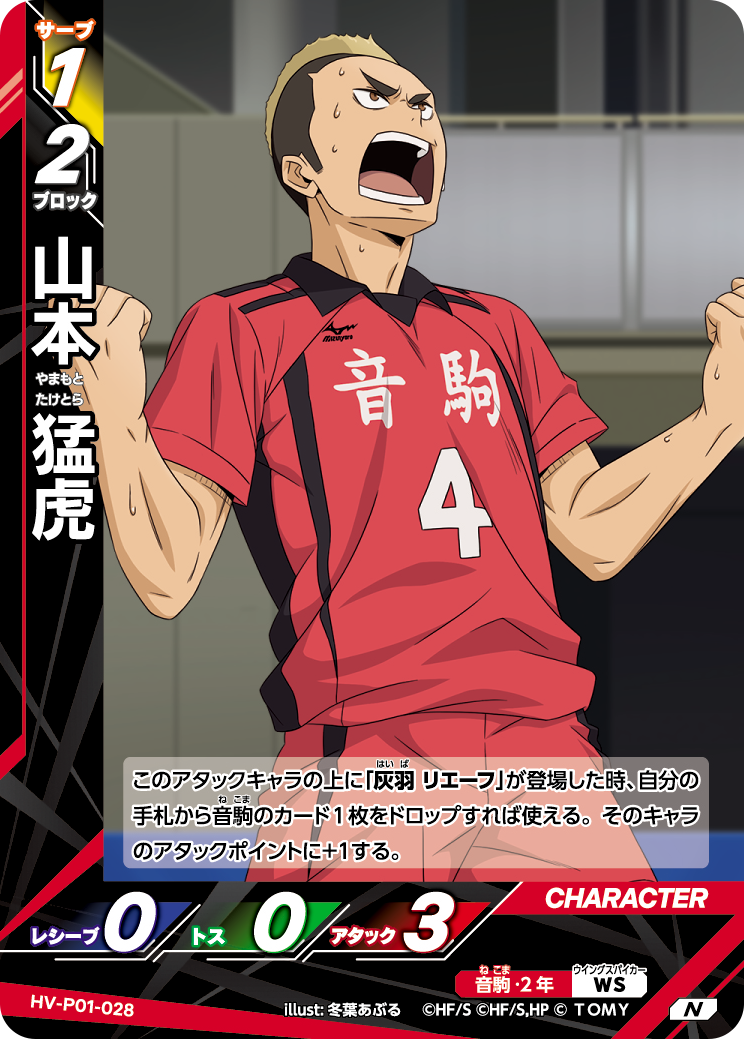 サーブ
1
2
ブロック
山本
やまもと
たけとら
猛虎
MIZUNO
音駒
4
はいば
このアタックキャラの上に「灰羽 リエーフ」が登場した時、自分の
ねこま
手札から音駒のカード1枚をドロップすれば使える。そのキャラ
のアタックポイントに+1する。
CHARACTER
レシーブ 0
トス 0
アタック 3
ねこま
音駒・2年
ウイングスパイカー
WS
HV-P01-028
illust: 冬葉あぶる ©HF/S ©HF/S,HP © TOMY
N